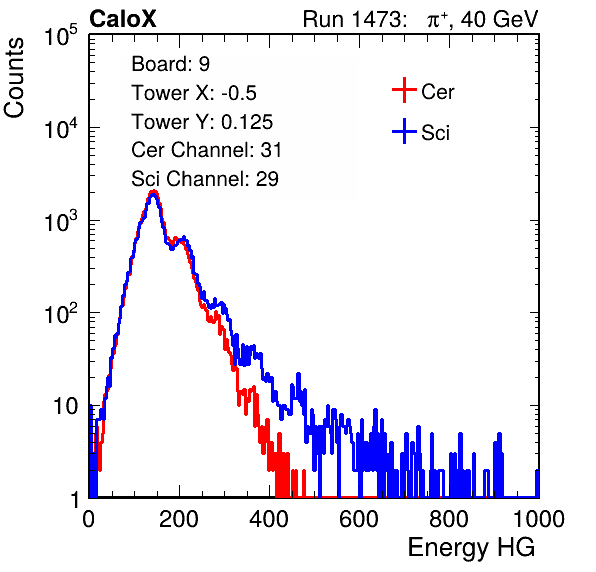 CaloX Run 1473: π⁺, 40 GeV
Counts
Board: 9
Tower X: -0.5
Tower Y: 0.125
Cer Channel: 31
Sci Channel: 29
Cer
Sci
10⁵
10⁴
10³
10²
10
1
0 200 400 600 800 1000
Energy HG